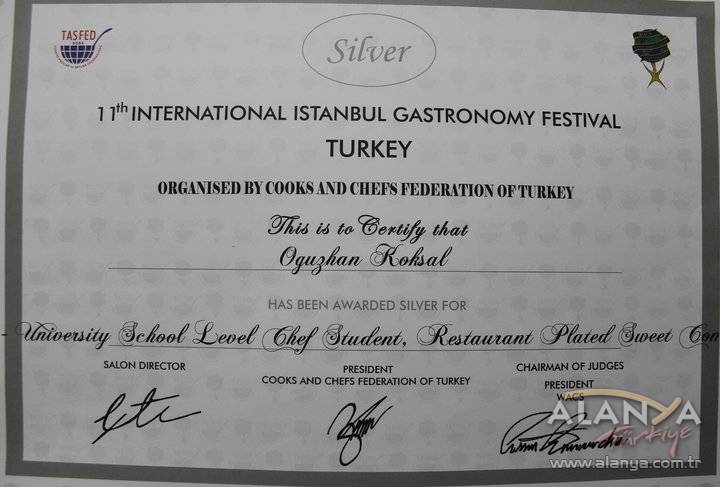 TASFED
Silver
11th INTERNATIONAL ISTANBUL GASTRONOMY FESTIVAL
TURKEY
ORGANISED BY COOKS AND CHEFS FEDERATION OF TURKEY
This is to Certify that
Oguzhan Koksal
HAS BEEN AWARDED SILVER FOR
- University School Level Chef Student, Restaurant Plated Sweet Com
SALON DIRECTOR
PRESIDENT
COOKS AND CHEFS FEDERATION OF TURKEY
CHAIRMAN OF JUDGES
PRESIDENT
WACS
ALANYA
Türkiye
www.alanya.com.tr